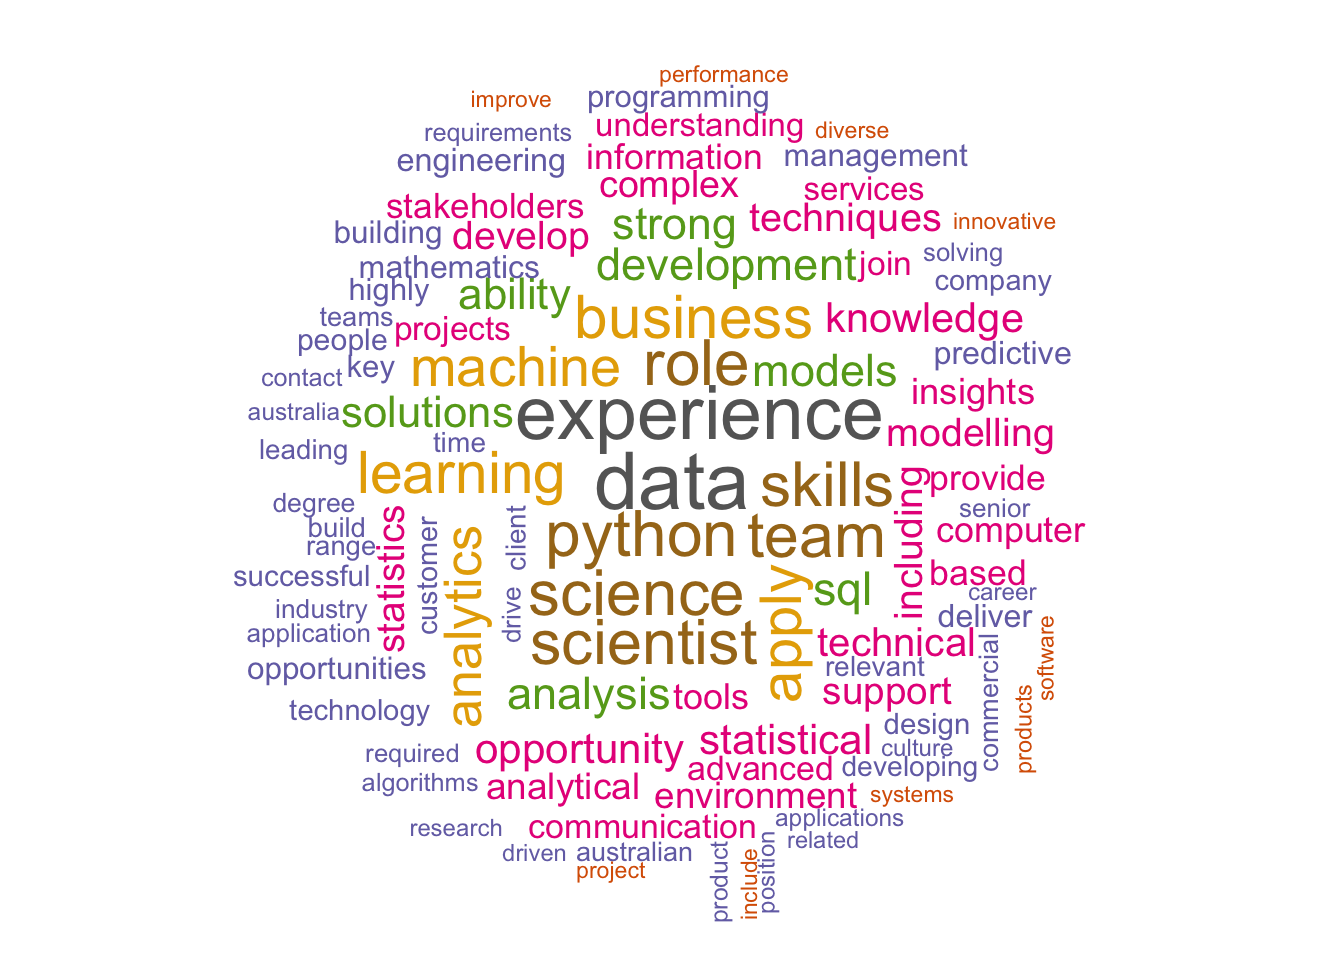 performance
improve
programming
requirements
understanding
diverse
engineering
information
management
complex
services
stakeholders
strong
techniques
innovative
building
develop
mathematics
development
join
solving
company
highly
ability
teams
projects
business
knowledge
people
contact
key
machine
role
models
predictive
insights
australia
solutions
experience
modelling
leading
time
learning
data
skills
including
provide
degree
senior
build
range
statistics
customer
analytics
client
python
team
computer
successful
industry
application
drive
science
apply
sql
based
career
deliver
scientist
technical
relevant
commercial
software
opportunities
analysis
tools
support
products
technology
design
required
opportunity
statistical
culture
algorithms
analytical
advanced
developing
environment
systems
research
communication
applications
related
driven
australian
project
product
include
position